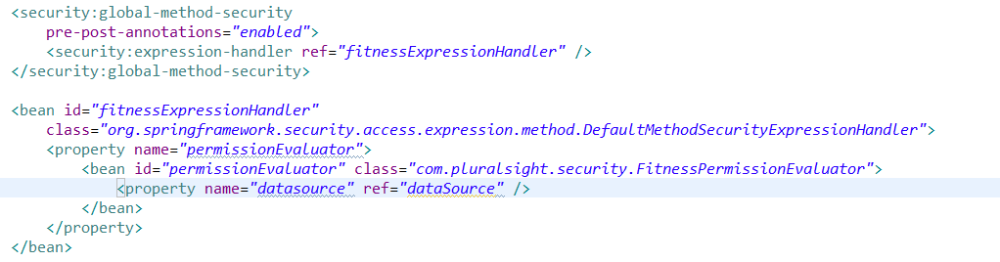 <security:global-method-security
pre-post-annotations="enabled">
<security:expression-handler ref="fitnessExpressionHandler" />
</security:global-method-security>
<bean id="fitnessExpressionHandler"
class="org.springframework.security.access.expression.method.DefaultMethodSecurityExpressionHandler">
<property name="permissionEvaluator">
<bean id="permissionEvaluator" class="com.pluralsight.security.FitnessPermissionEvaluator">
<property name="datasource" ref="dataSource" />
</bean>
</property>
</bean>